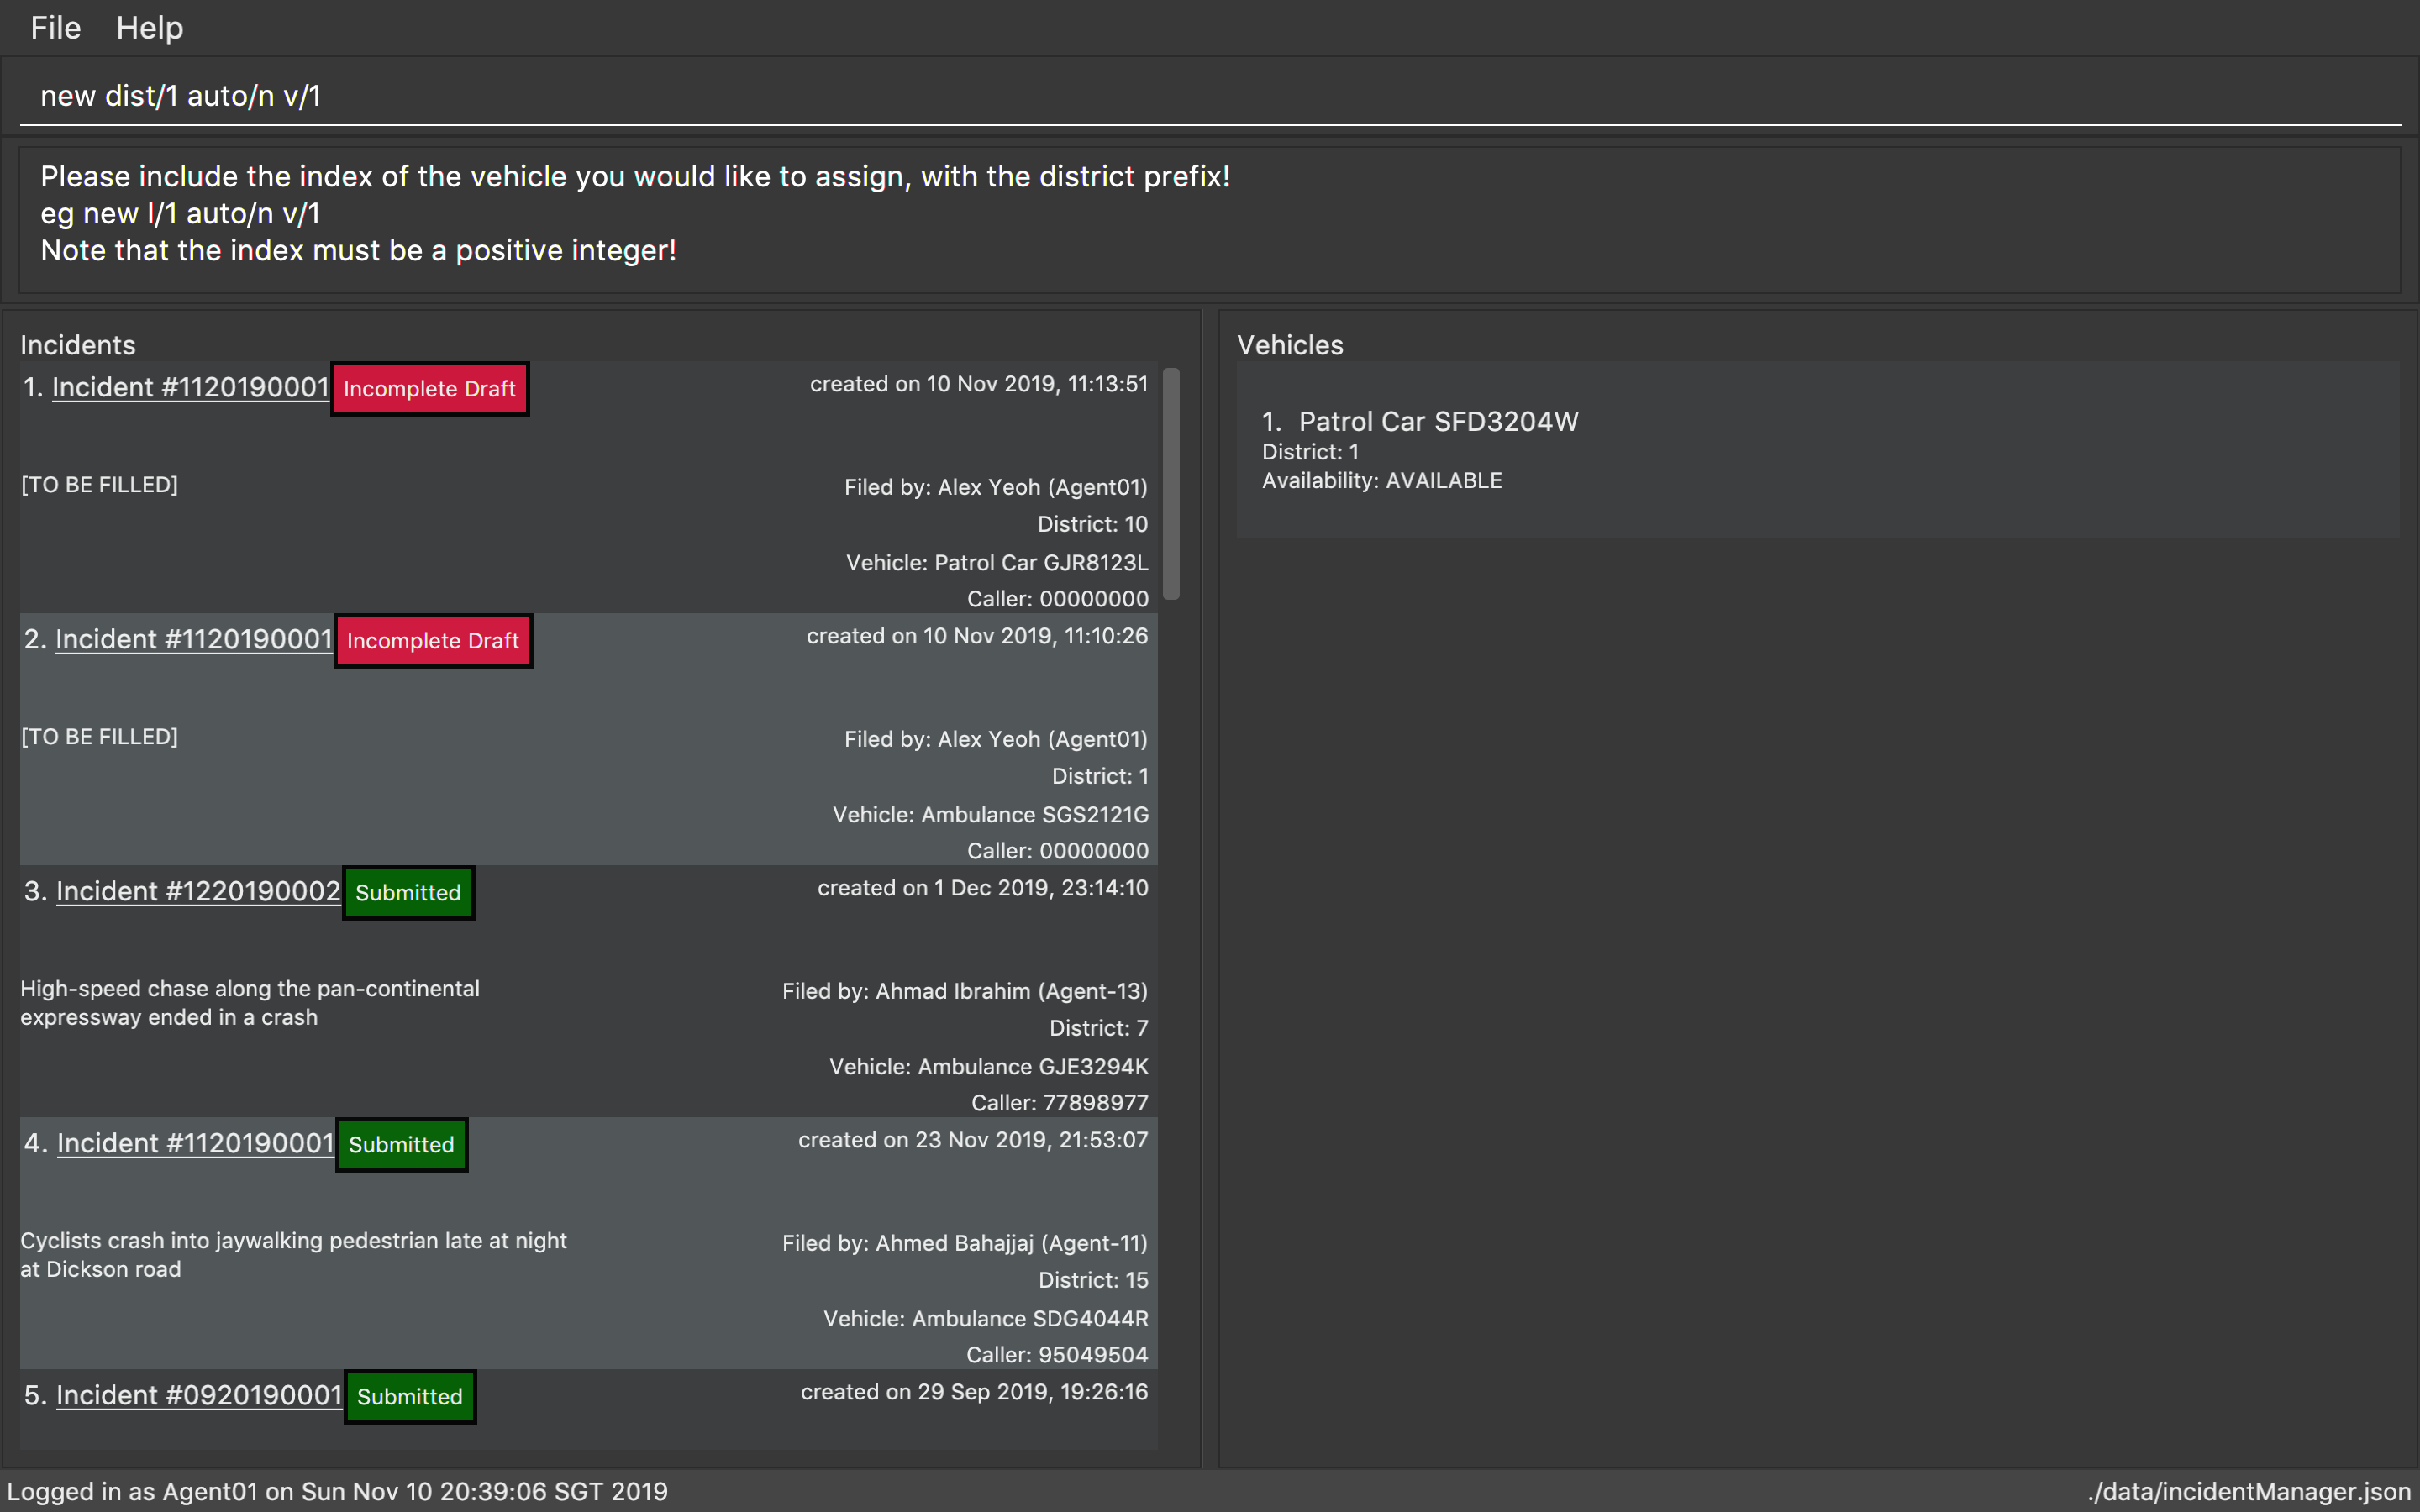 File Help
new dist/1 auto/n v/1
Please include the index of the vehicle you would like to assign, with the district prefix!
eg new l/1 auto/n v/1
Note that the index must be a positive integer!
Incidents
1. Incident #1120190001 Incomplete Draft created on 10 Nov 2019, 11:13:51
[TO BE FILLED] Filed by: Alex Yeoh (Agent01)
District: 10
Vehicle: Patrol Car GJR8123L
Caller: 00000000
2. Incident #1120190001 Incomplete Draft created on 10 Nov 2019, 11:10:26
[TO BE FILLED] Filed by: Alex Yeoh (Agent01)
District: 1
Vehicle: Ambulance SGS2121G
Caller: 00000000
3. Incident #1220190002 Submitted created on 1 Dec 2019, 23:14:10
High-speed chase along the pan-continental Filed by: Ahmad Ibrahim (Agent-13)
expressway ended in a crash
District: 7
Vehicle: Ambulance GJE3294K
Caller: 77898977
4. Incident #1120190001 Submitted created on 23 Nov 2019, 21:53:07
Cyclists crash into jaywalking pedestrian late at night Filed by: Ahmed Bahajjaj (Agent-11)
at Dickson road
District: 15
Vehicle: Ambulance SDG4044R
Caller: 95049504
5. Incident #0920190001 Submitted created on 29 Sep 2019, 19:26:16
Vehicles
1. Patrol Car SFD3204W
District: 1
Availability: AVAILABLE
Logged in as Agent01 on Sun Nov 10 20:39:06 SGT 2019 ./data/incidentManager.json